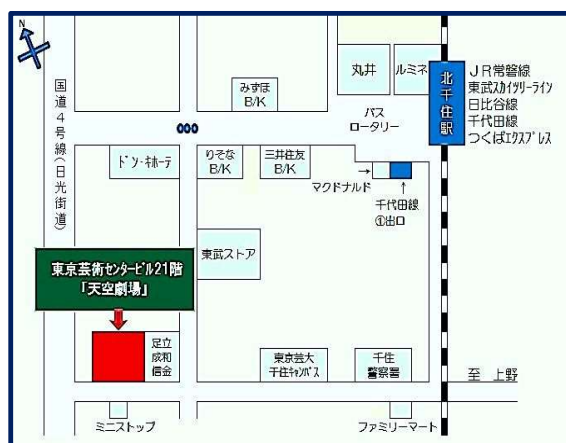 N
国道4号線(日光街道)
みずほ
B/K
丸井
ルミネ
北千住駅
JR常磐線
東武スカイツリーライン
日比谷線
千代田線
つくばエクスプレス
バス
ロータリー
ドン・キホーテ
りそな
B/K
三井住友
B/K
マクドナルド
→
↑
千代田線
①出口
東武ストア
東京芸術センタービル21階
「天空劇場」
足立
成和
信金
東京芸大
千住キャンパス
千住
警察署
至 上野
ミニストップ
ファミリーマート